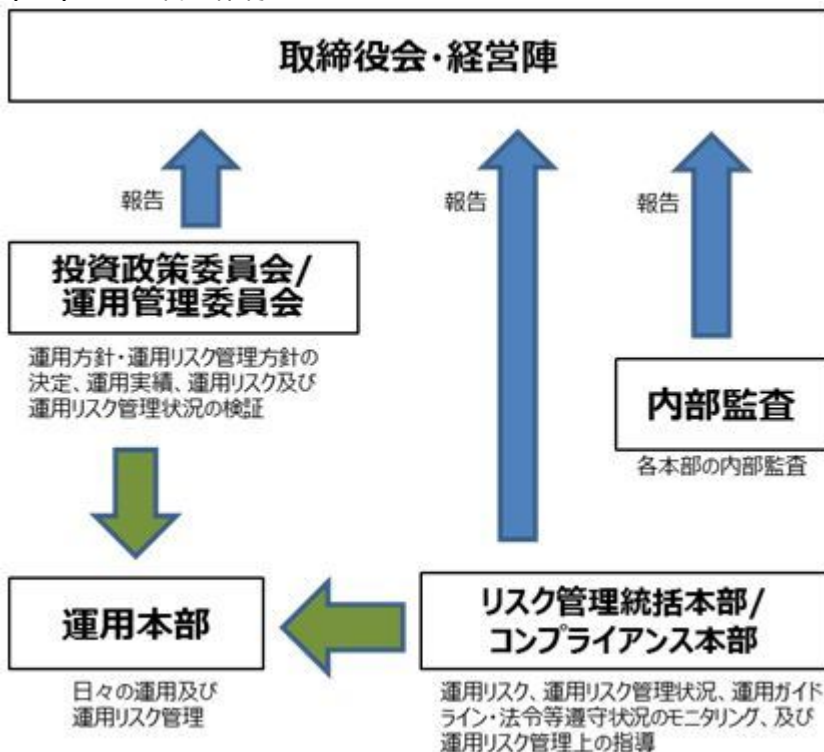 取締役会・経営陣
報告
報告
報告
投資政策委員会/
運用管理委員会
運用方針・運用リスク管理方針の
決定、運用実績、運用リスク及び
運用リスク管理状況の検証
内部監査
各本部の内部監査
運用本部
日々の運用及び
運用リスク管理
リスク管理統括本部/
コンプライアンス本部
運用リスク、運用リスク管理状況、運用ガイド
ライン・法令等遵守状況のモニタリング、及び
運用リスク管理上の指導